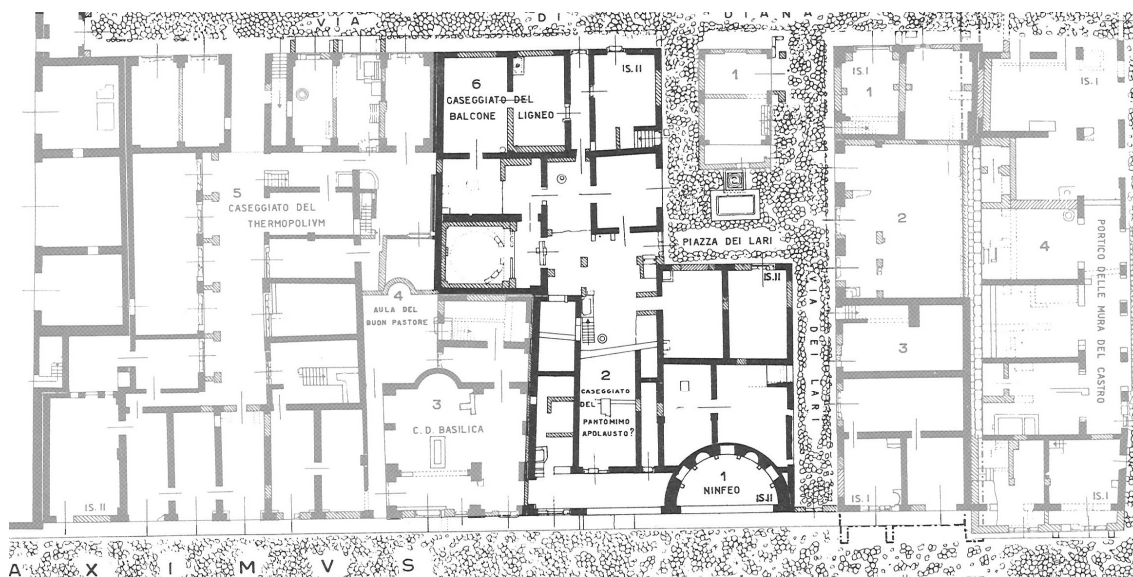 VIA DI DIANA
6
CASEGGIATO DEL
BALCONE LIGNEO
IS.II
1
IS.I
1
IS.I
5
CASEGGIATO DEL
THERMOPOLIVM
PIAZZA DEI LARI
2
4
PORTICO DELLE MURA DEL CASTRO
IS.II
VIA DEI LARI
4
AULA DEL
BUON PASTORE
3
2
CASEGGIATO
DEL
PANTOMIMO
APOLAUSTO?
3
C.D. BASILICA
1
NINFEO
IS.II
IS.II
IS.I
IS.I
AXIMVS